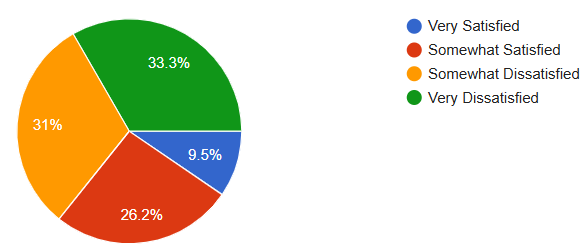 33.3%
31%
9.5%
26.2%
Very Satisfied
Somewhat Satisfied
Somewhat Dissatisfied
Very Dissatisfied